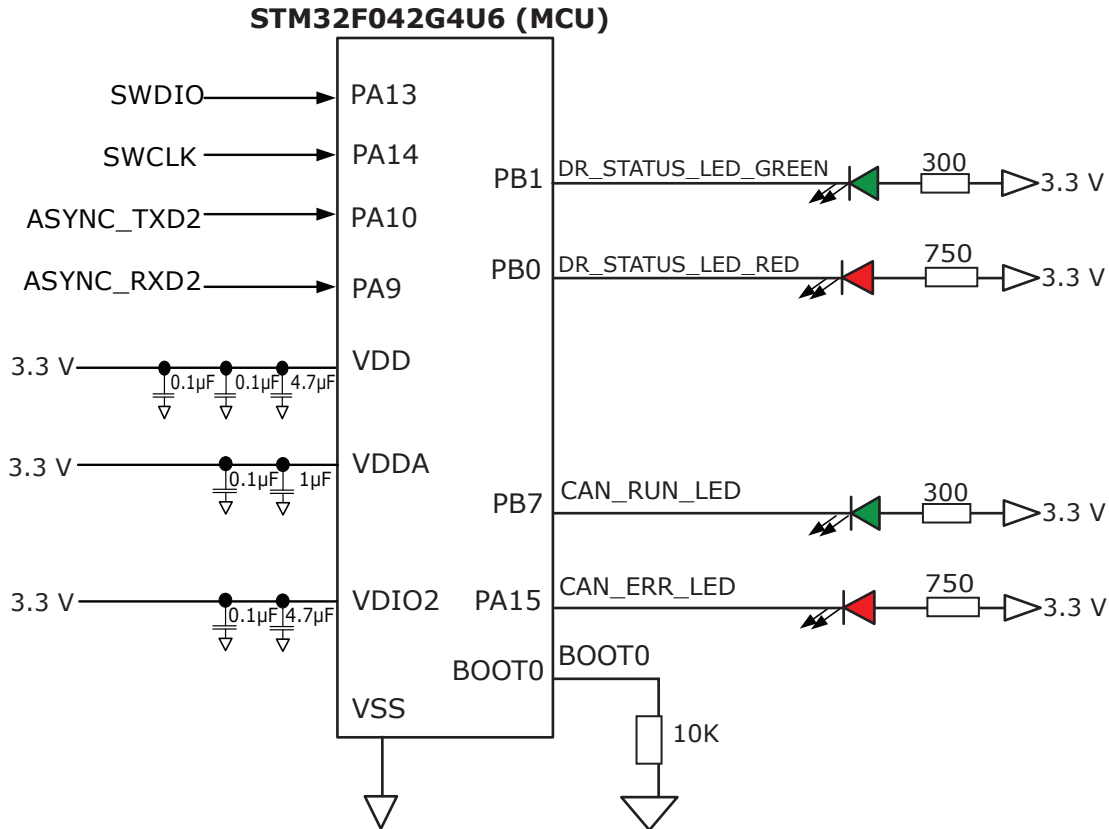 STM32F042G4U6 (MCU)
SWDIO
PA13
SWCLK
PA14
ASYNC_TXD2
PA10
ASYNC_RXD2
PA9
PB1
DR_STATUS_LED_GREEN
300
3.3 V
PB0
DR_STATUS_LED_RED
750
3.3 V
3.3 V
VDD
0.1µF
0.1µF
4.7µF
3.3 V
VDDA
0.1µF
1µF
PB7
CAN_RUN_LED
300
3.3 V
3.3 V
VDIO2
0.1µF
4.7µF
PA15
CAN_ERR_LED
750
3.3 V
BOOT0
BOOT0
VSS
10K